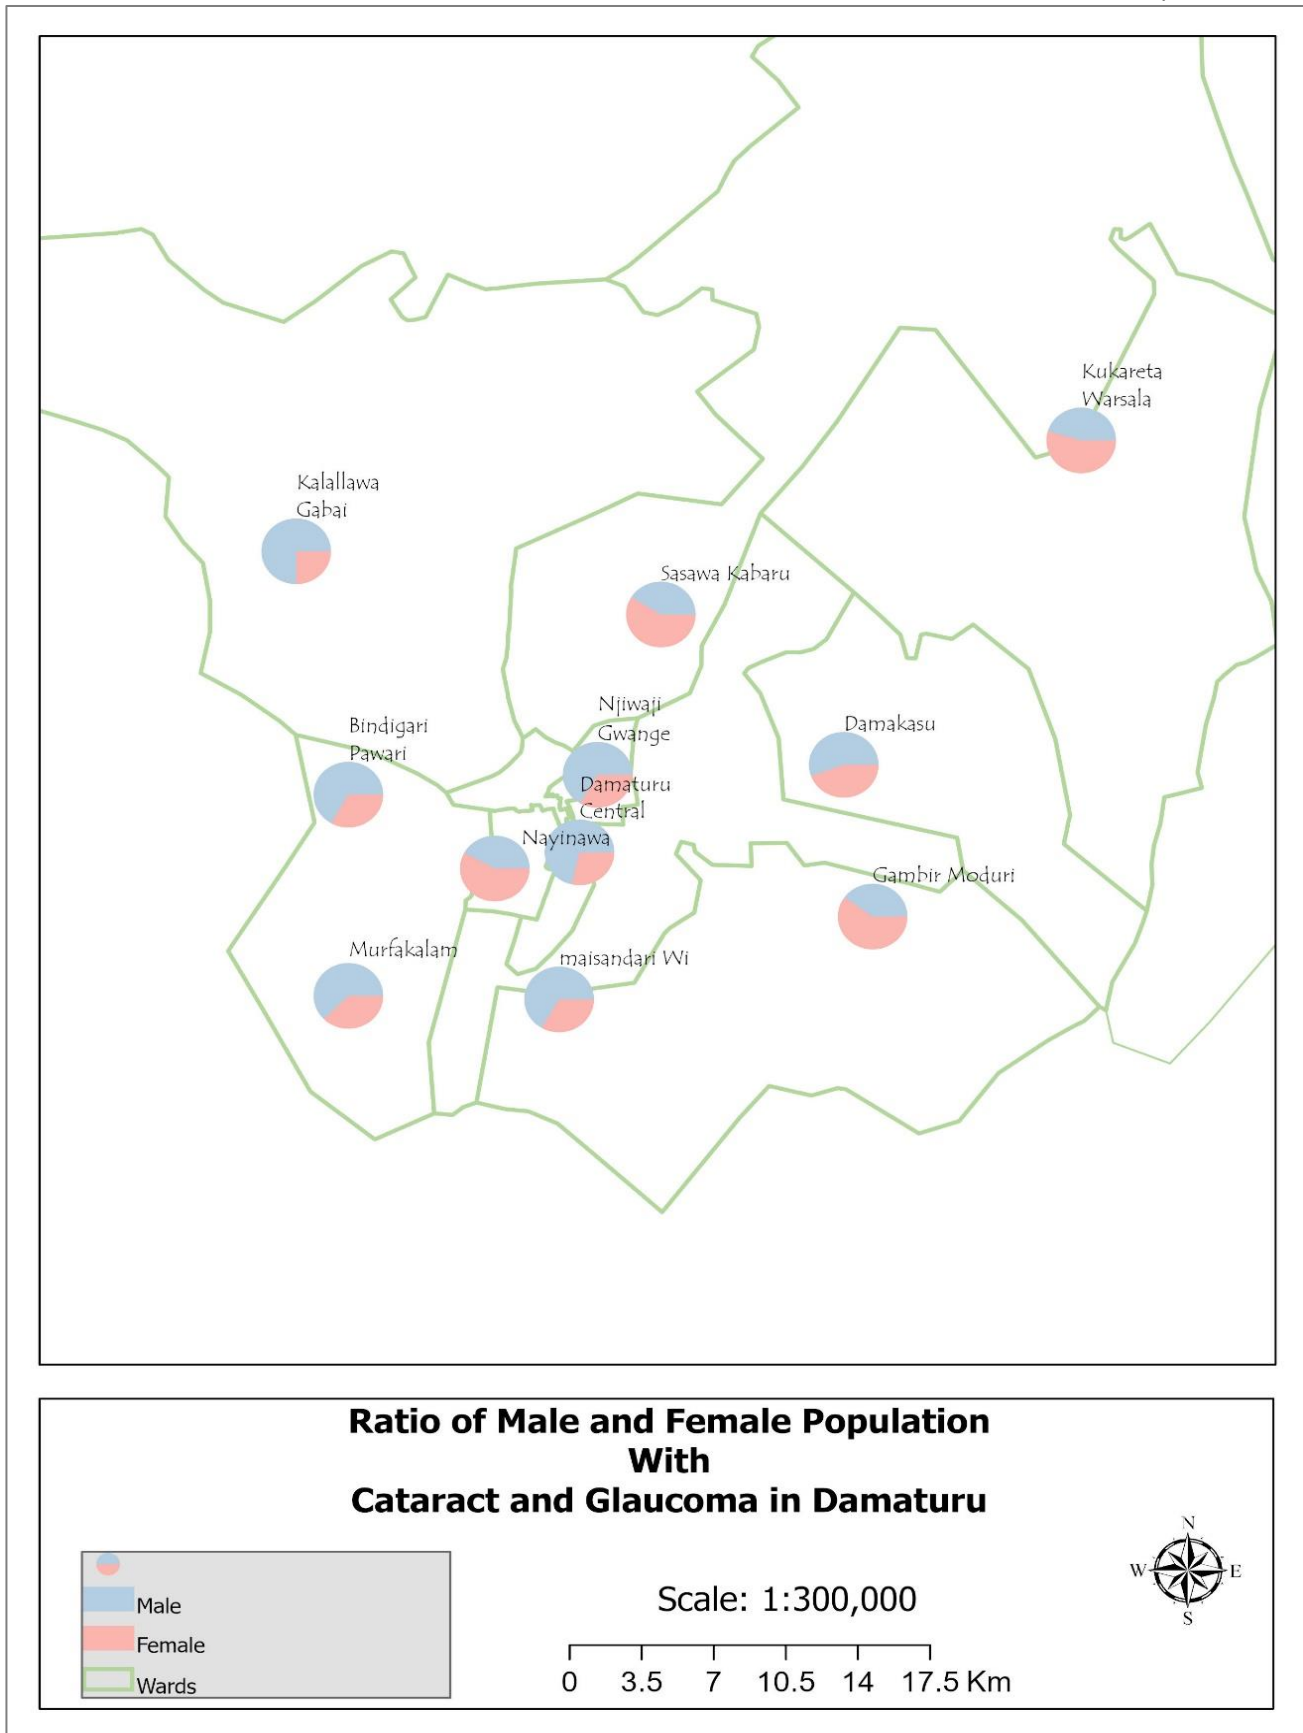 Kukareta
Warsala
Kalallawa
Gabai
Sasawa Kabaru
Njiwaji
Gwange
Bindigari
Pawari
Damakasu
Damaturu
Central
Nayinawa
Gambir Moduri
Murfakalam
maisandari Wi
Ratio of Male and Female Population
With
Cataract and Glaucoma in Damaturu
Male
Female
Wards
Scale: 1:300,000
0 3.5 7 10.5 14 17.5 Km
N
W E
S